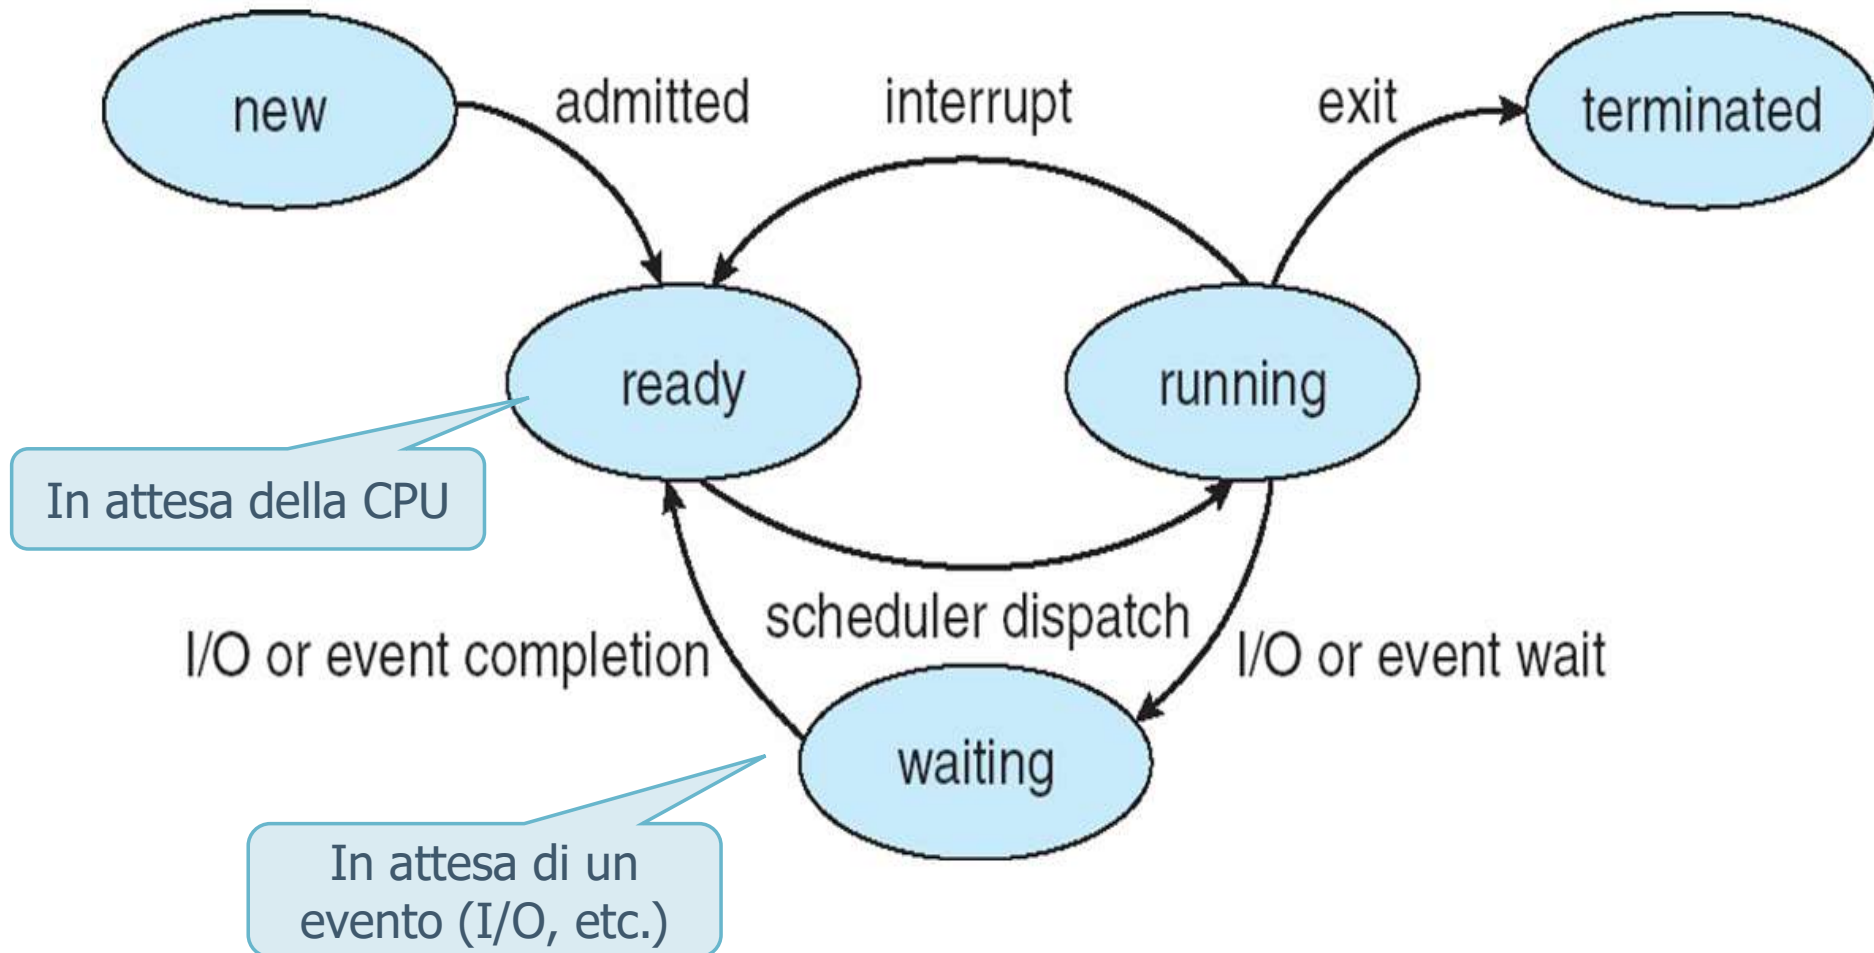 new
admitted
interrupt
exit
terminated
ready
running
In attesa della CPU
scheduler dispatch
I/O or event completion
I/O or event wait
waiting
In attesa di un
evento (I/O, etc.)